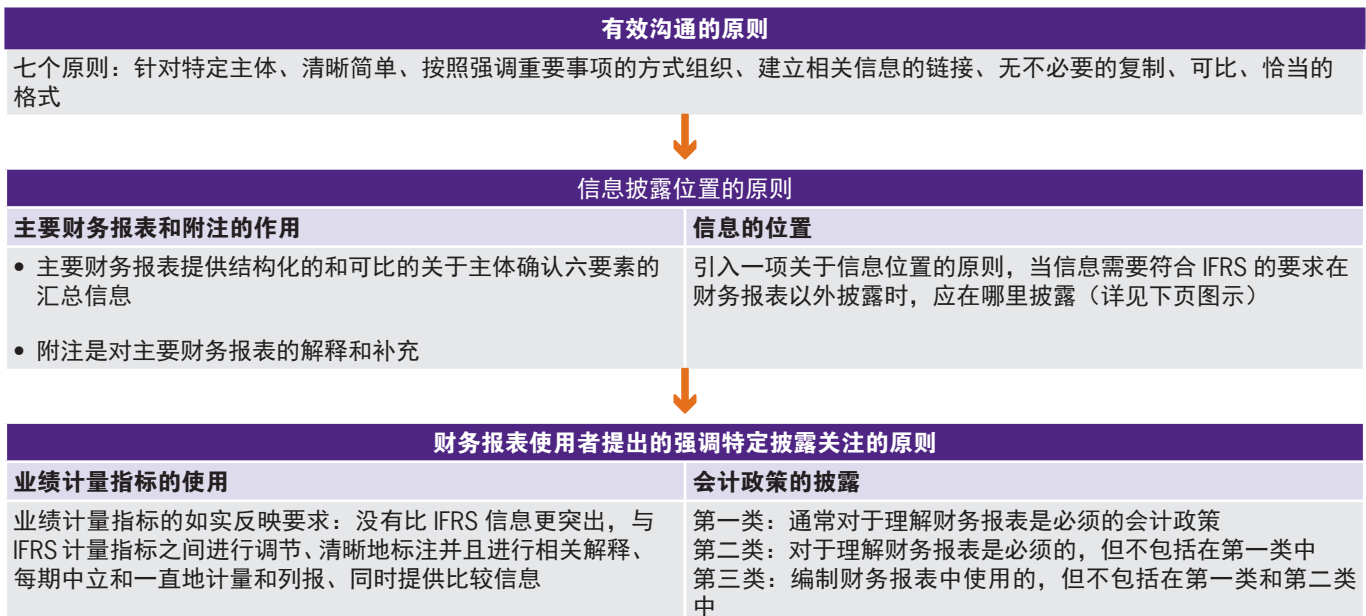 有效沟通的原则
七个原则：针对特定主体、清晰简单、按照强调重要事项的方式组织、建立相关信息的链接、无不必要的复制、可比、恰当的
格式
信息披露位置的原则
主要财务报表和附注的作用
• 主要财务报表提供结构化的和可比的关于主体确认六要素的
汇总信息
• 附注是对主要财务报表的解释和补充
信息的位置
引入一项关于信息位置的原则，当信息需要符合 IFRS 的要求在
财务报表以外披露时，应在哪里披露（详见下页图示）
财务报表使用者提出的强调特定披露关注的原则
业绩计量指标的使用
业绩计量指标的如实反映要求：没有比 IFRS 信息更突出，与
IFRS 计量指标之间进行调节、清晰地标注并且进行相关解释、
每期中立和一直地计量和列报、同时提供比较信息
会计政策的披露
第一类：通常对于理解财务报表是必须的会计政策
第二类：对于理解财务报表是必须的，但不包括在第一类中
第三类：编制财务报表中使用的，但不包括在第一类和第二类
中